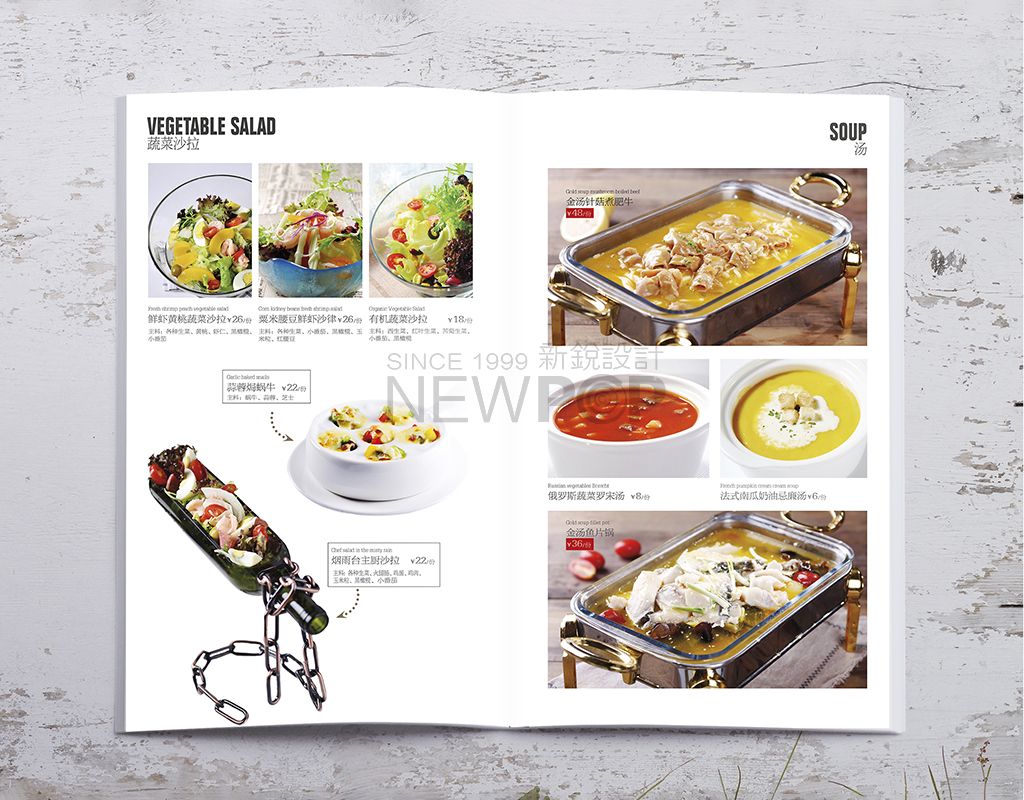 VEGETABLE SALAD
蔬菜沙拉
Fresh shrimp peach vegetable salad
鲜虾黄桃蔬菜沙拉 ¥26/份
主料：各种生菜、黄桃、虾仁、黑橄榄、
小番茄
Corn kidney beans fresh shrimp salad
粟米腰豆鲜虾沙律 ¥26/份
主料：各种生菜、小番茄、黑橄榄、玉
米粒、红腰豆
Organic Vegetable Salad
有机蔬菜沙拉 ¥18/份
主料：西生菜、红叶生菜、苦菊生菜、
小番茄、黑橄榄
Garlic baked snails
蒜蓉焗蜗牛 ¥22/份
主料：蜗牛、蒜蓉、芝士
Chef salad in the misty rain
烟雨台主厨沙拉 ¥22/份
主料：各种生菜、火腿肠、鸡蛋、鸡肉、
玉米粒、黑橄榄、小番茄
SINCE 1999 新銳設計
NEWPOP
SOUP
汤
Gold soup mushroom boiled beef
金汤针菇煮肥牛
¥48/份
Russian vegetables Borscht
俄罗斯蔬菜罗宋汤 ¥8/份
French pumpkin cream cream soup
法式南瓜奶油忌廉汤 ¥6/份
Gold soup fillet pot
金汤鱼片锅
¥36/份